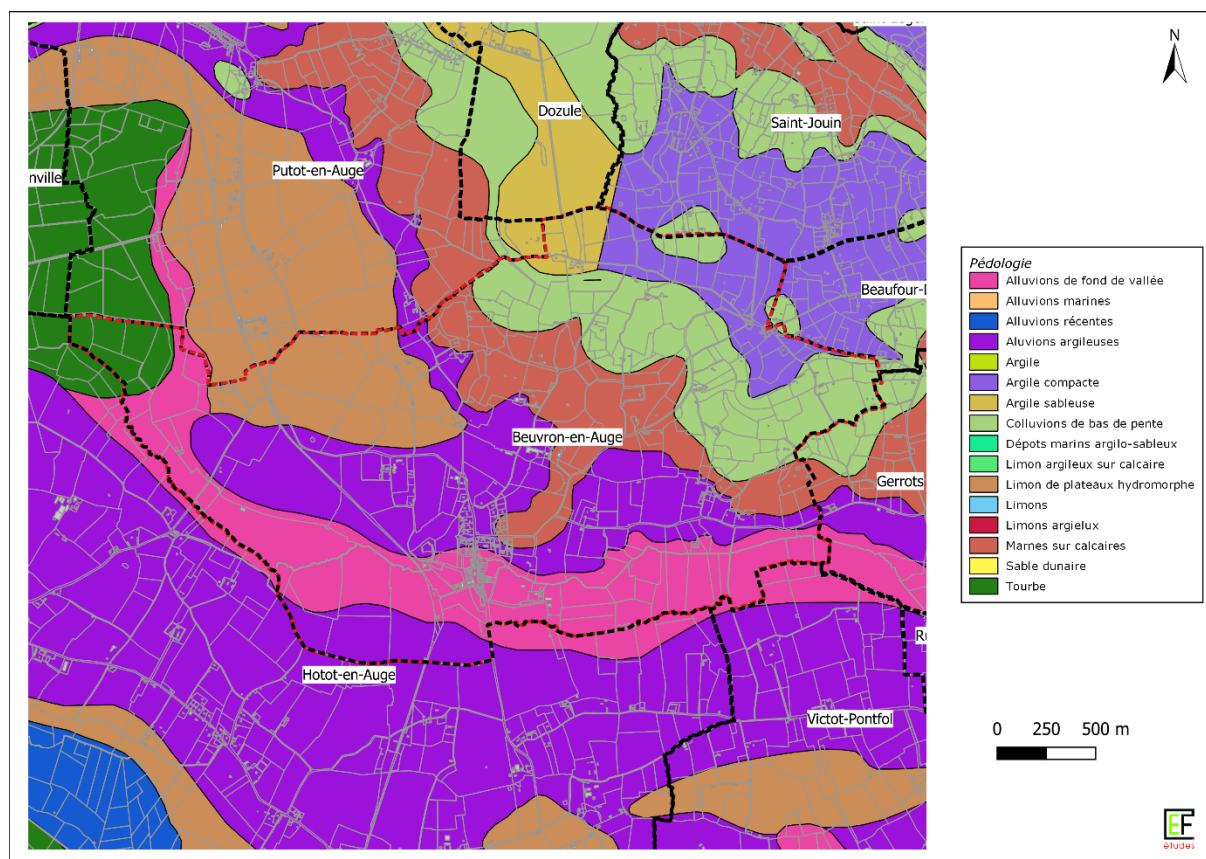 N
Dozule
Saint-Jouin
Putot-en-Auge
nville
Beaufour-D
Beuvron-en-Auge
Gerrots
Hotot-en-Auge
Victot-Pontfol
Pédologie
Alluvions de fond de vallée
Alluvions marines
Alluvions récentes
Aluvions argileuses
Argile
Argile compacte
Argile sableuse
Colluvions de bas de pente
Dépots marins argilo-sableux
Limon argileux sur calcaire
Limon de plateaux hydromorphe
Limons
Limons argielux
Marnes sur calcaires
Sable dunaire
Tourbe
0 250 500 m
CEF
études